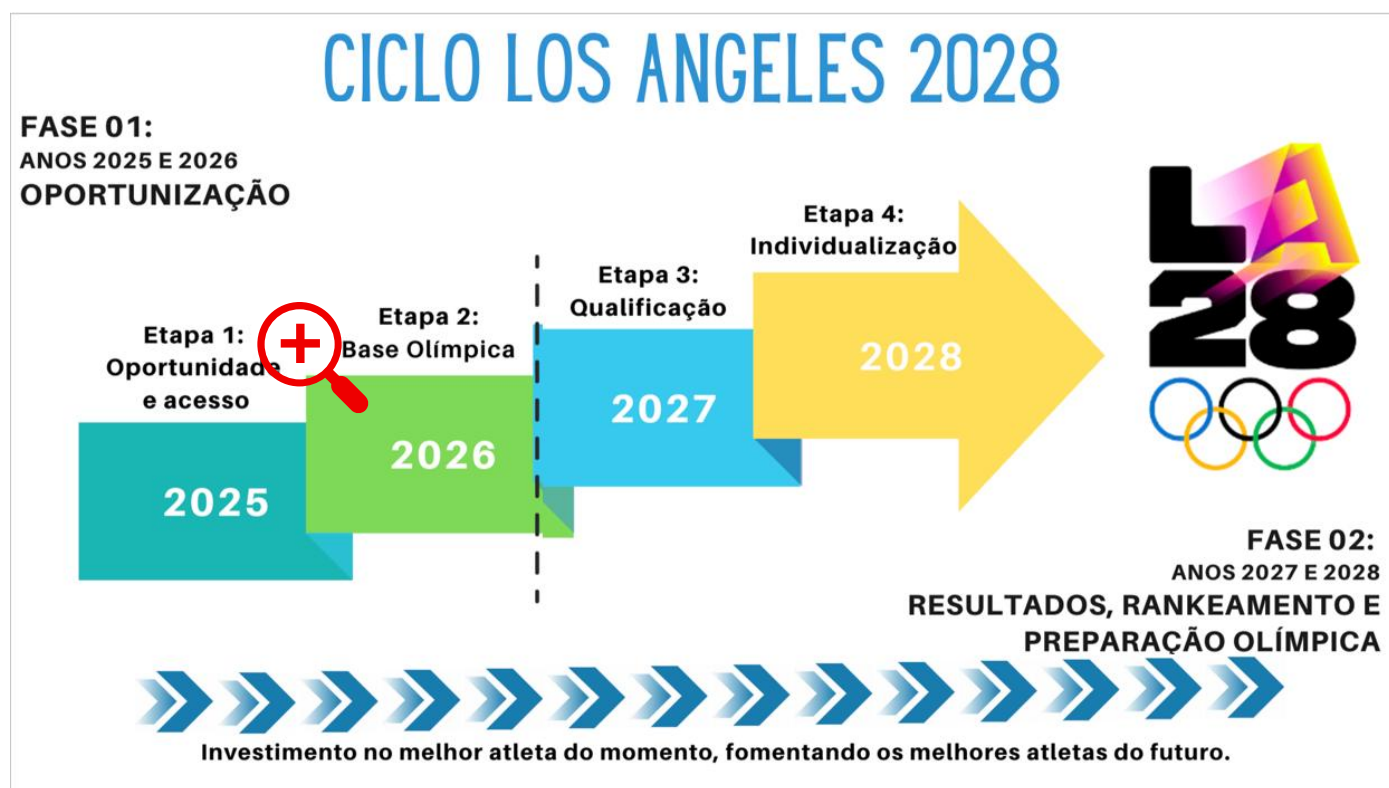 CICLO LOS ANGELES 2028
FASE 01:
ANOS 2025 E 2026
OPORTUNIZAÇÃO
Etapa 1:
Oportunidade
e acesso
2025
Etapa 2:
Base Olímpica
2026
Etapa 3:
Qualificação
2027
Etapa 4:
Individualização
2028
LA
28
FASE 02:
ANOS 2027 E 2028
RESULTADOS, RANKEAMENTO E
PREPARAÇÃO OLÍMPICA
Investimento no melhor atleta do momento, fomentando os melhores atletas do futuro.